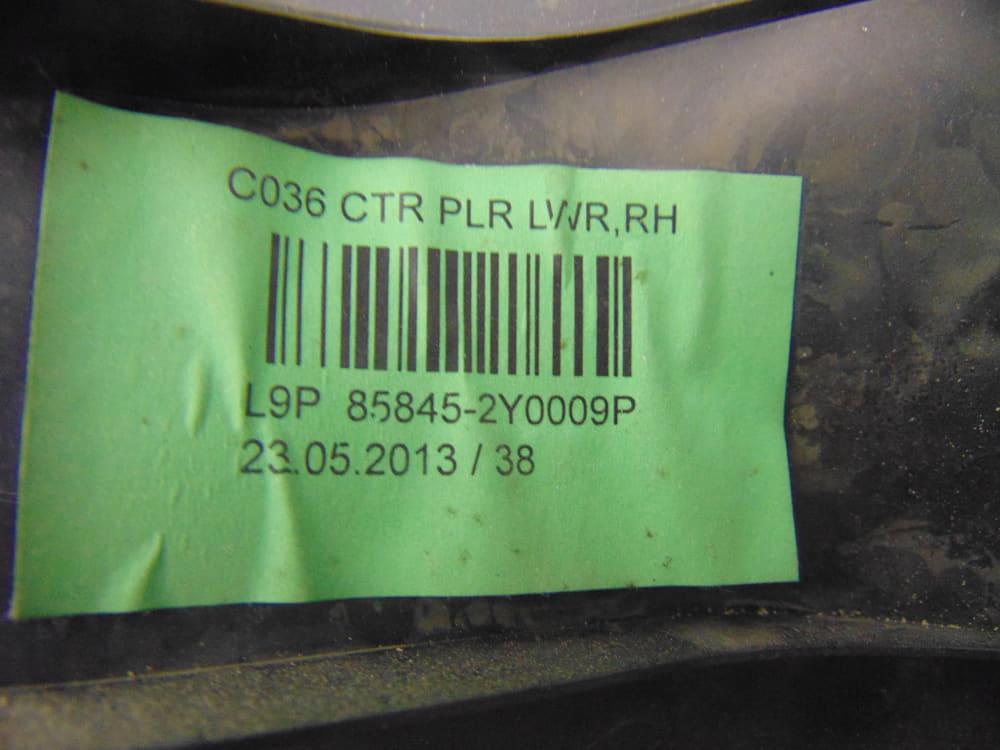 C036 CTR PLR LWR,RH
L9P 85845-2Y0009P
23.05.2013 / 38